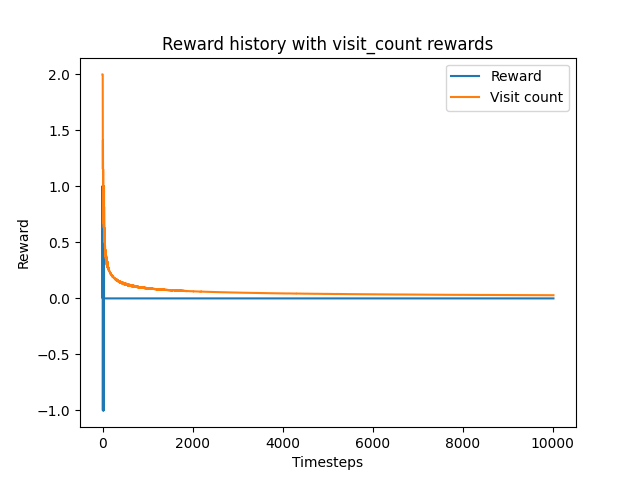 Reward history with visit_count rewards
Reward
Visit count
2.0
1.5
1.0
0.5
0.0
−0.5
−1.0
Reward
0 2000 4000 6000 8000 10000
Timesteps